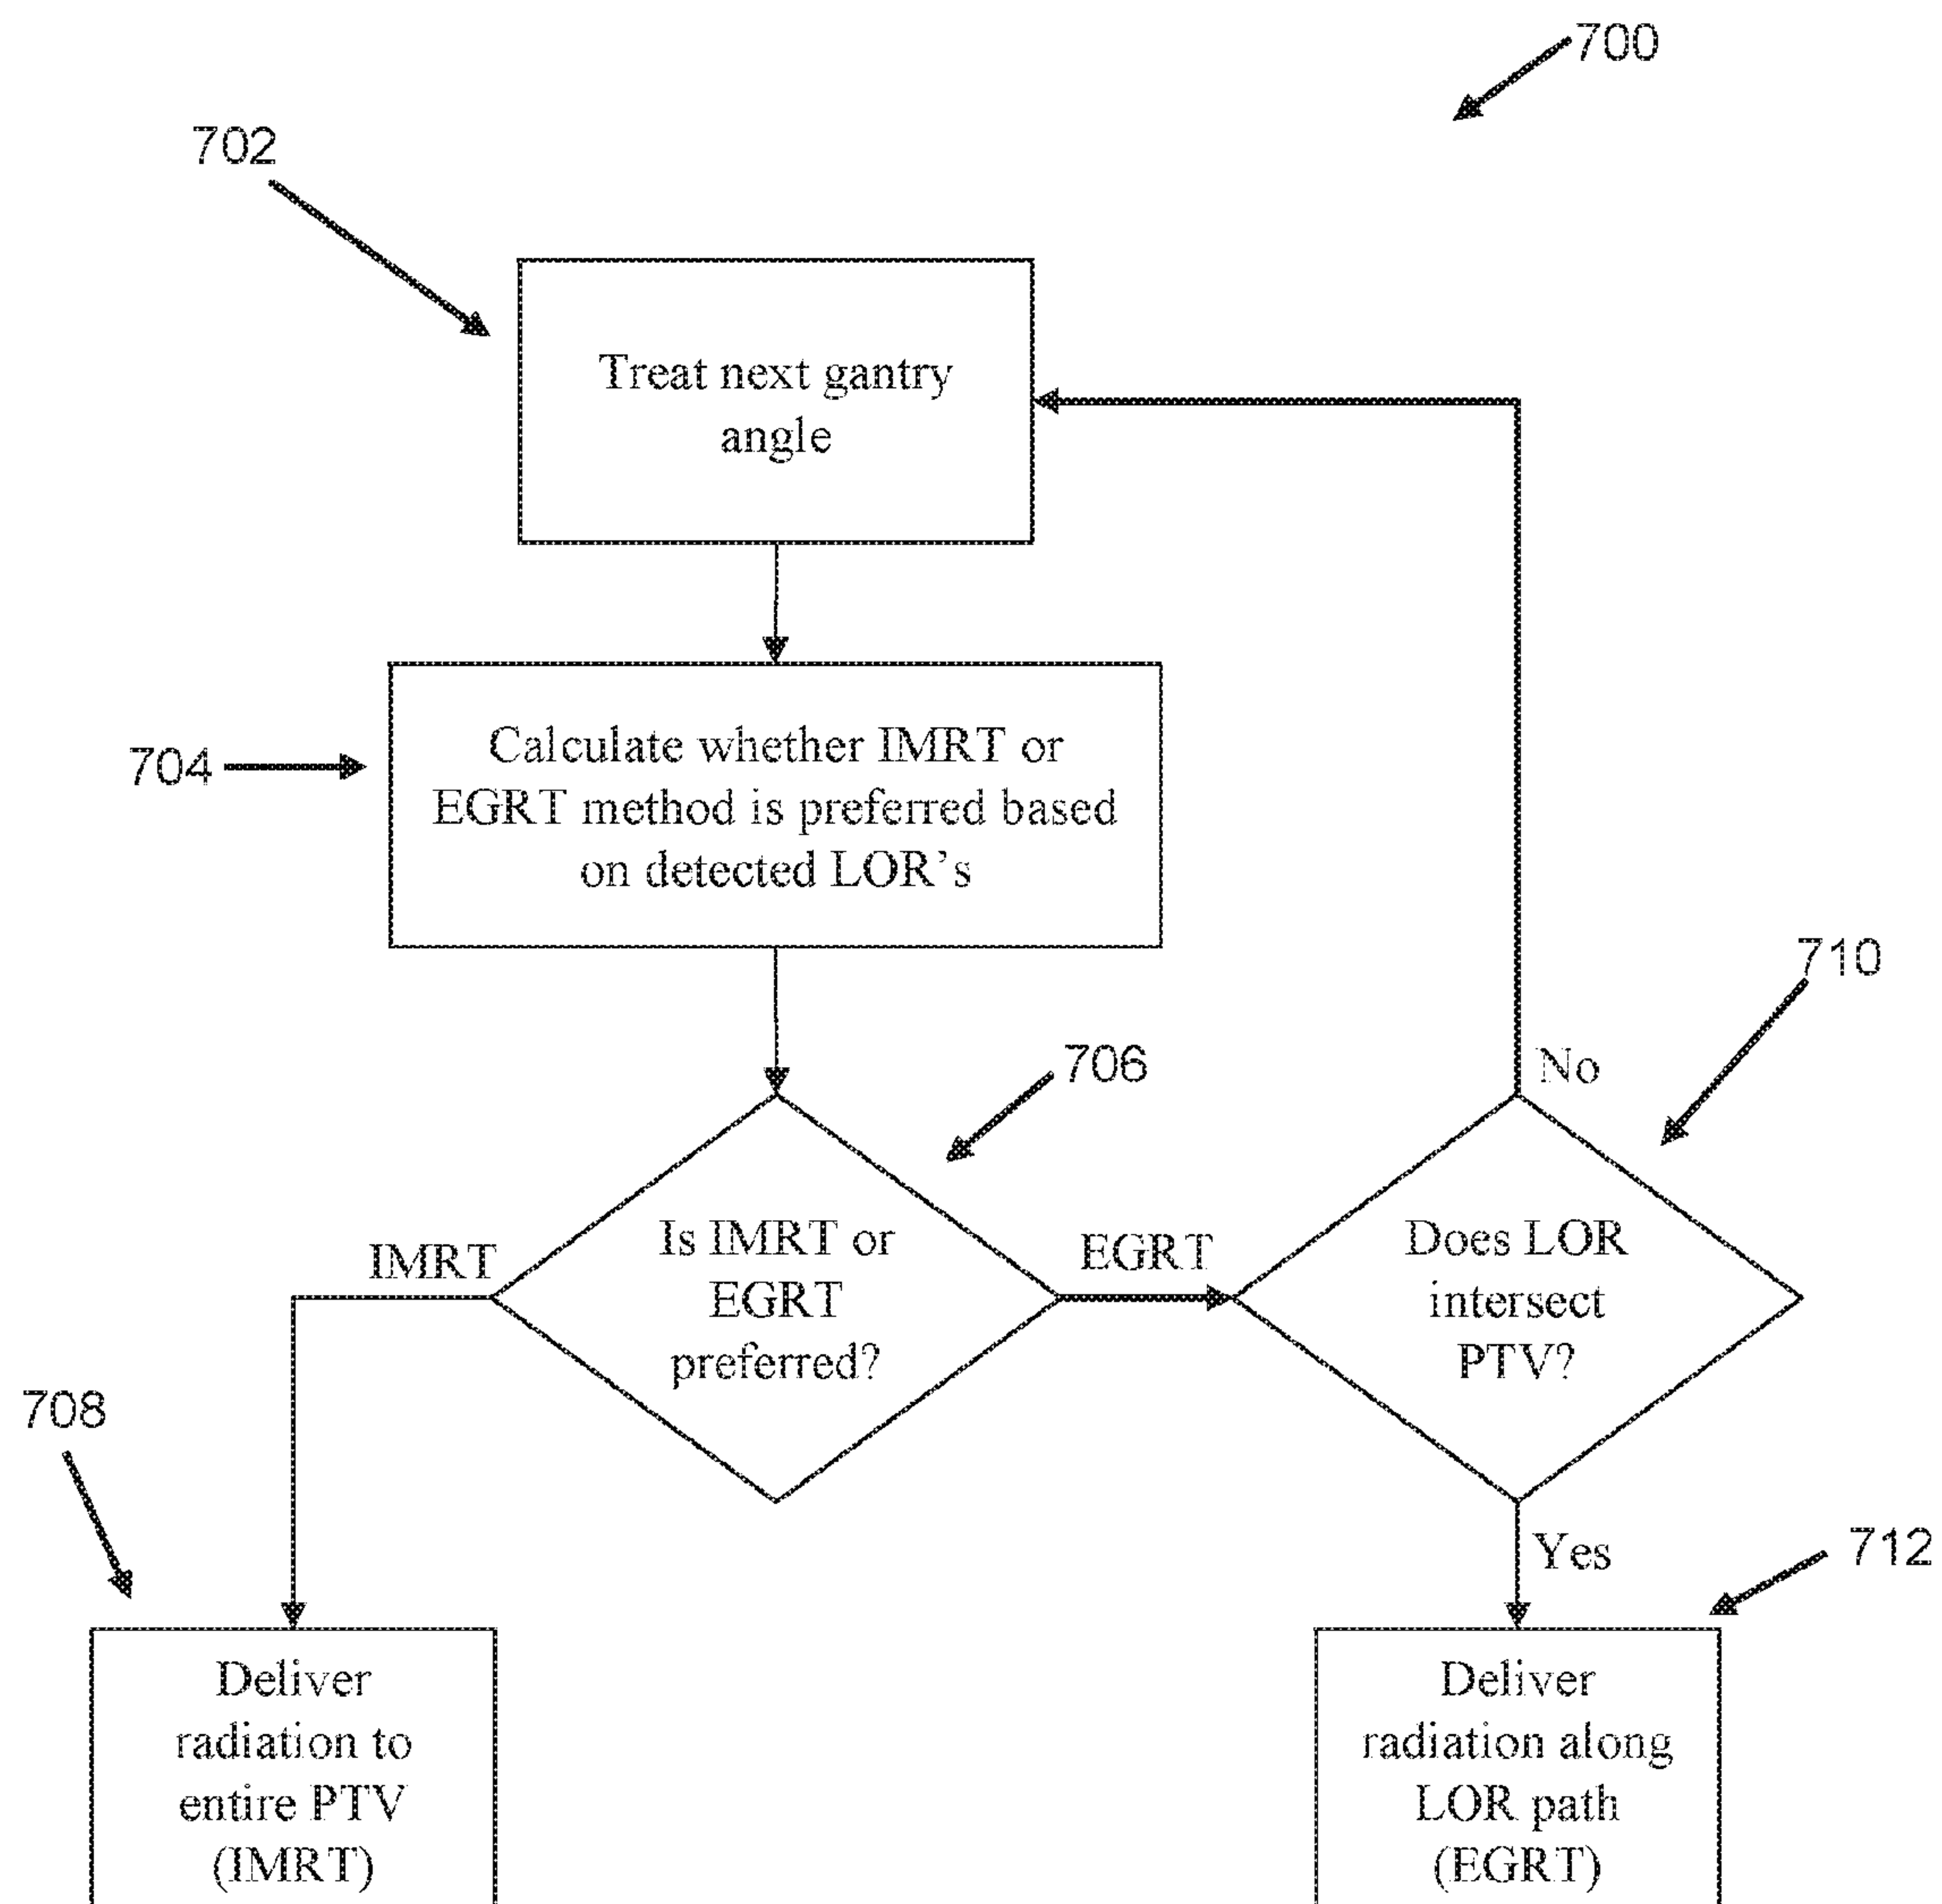 700
702
Treat next gantry
angle
704
Calculate whether IMRT or
EGRT method is preferred based
on detected LOR's
710
706
No
Is IMRT or
EGRT
preferred?
IMRT
EGRT
Does LOR
intersect
PTV?
708
712
Yes
Deliver
radiation to
entire PTV
(IMRT)
Deliver
radiation along
LOR path
(EGRT)